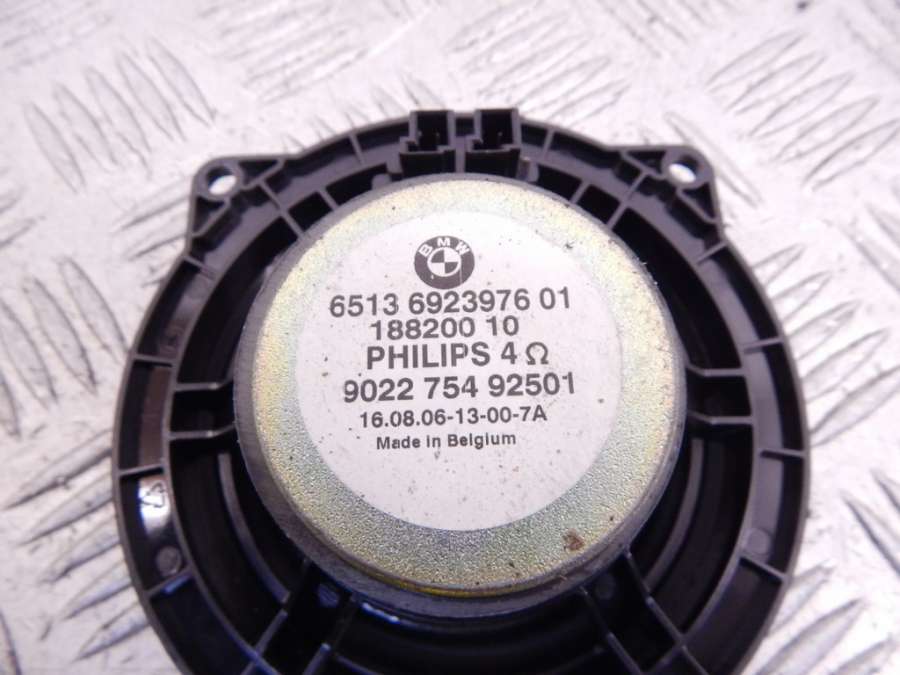 BMW
6513 6923976 01
188200 10
PHILIPS 4 Ω
9022 754 92501
16.08.06-13-00-7A
Made in Belgium